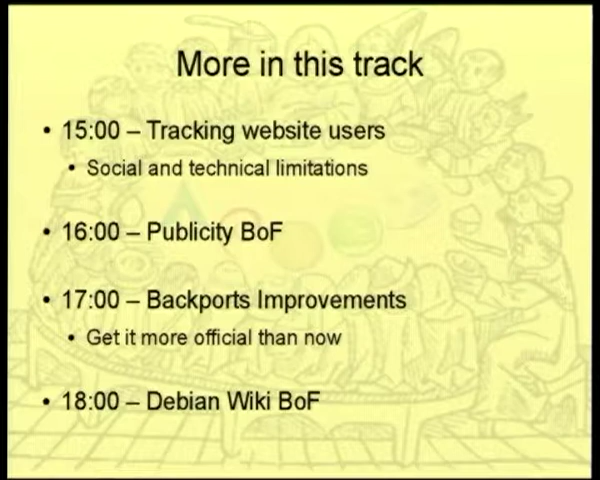 More in this track
• 15:00 – Tracking website users
• Social and technical limitations
• 16:00 – Publicity BoF
• 17:00 – Backports Improvements
• Get it more official than now
• 18:00 – Debian Wiki BoF